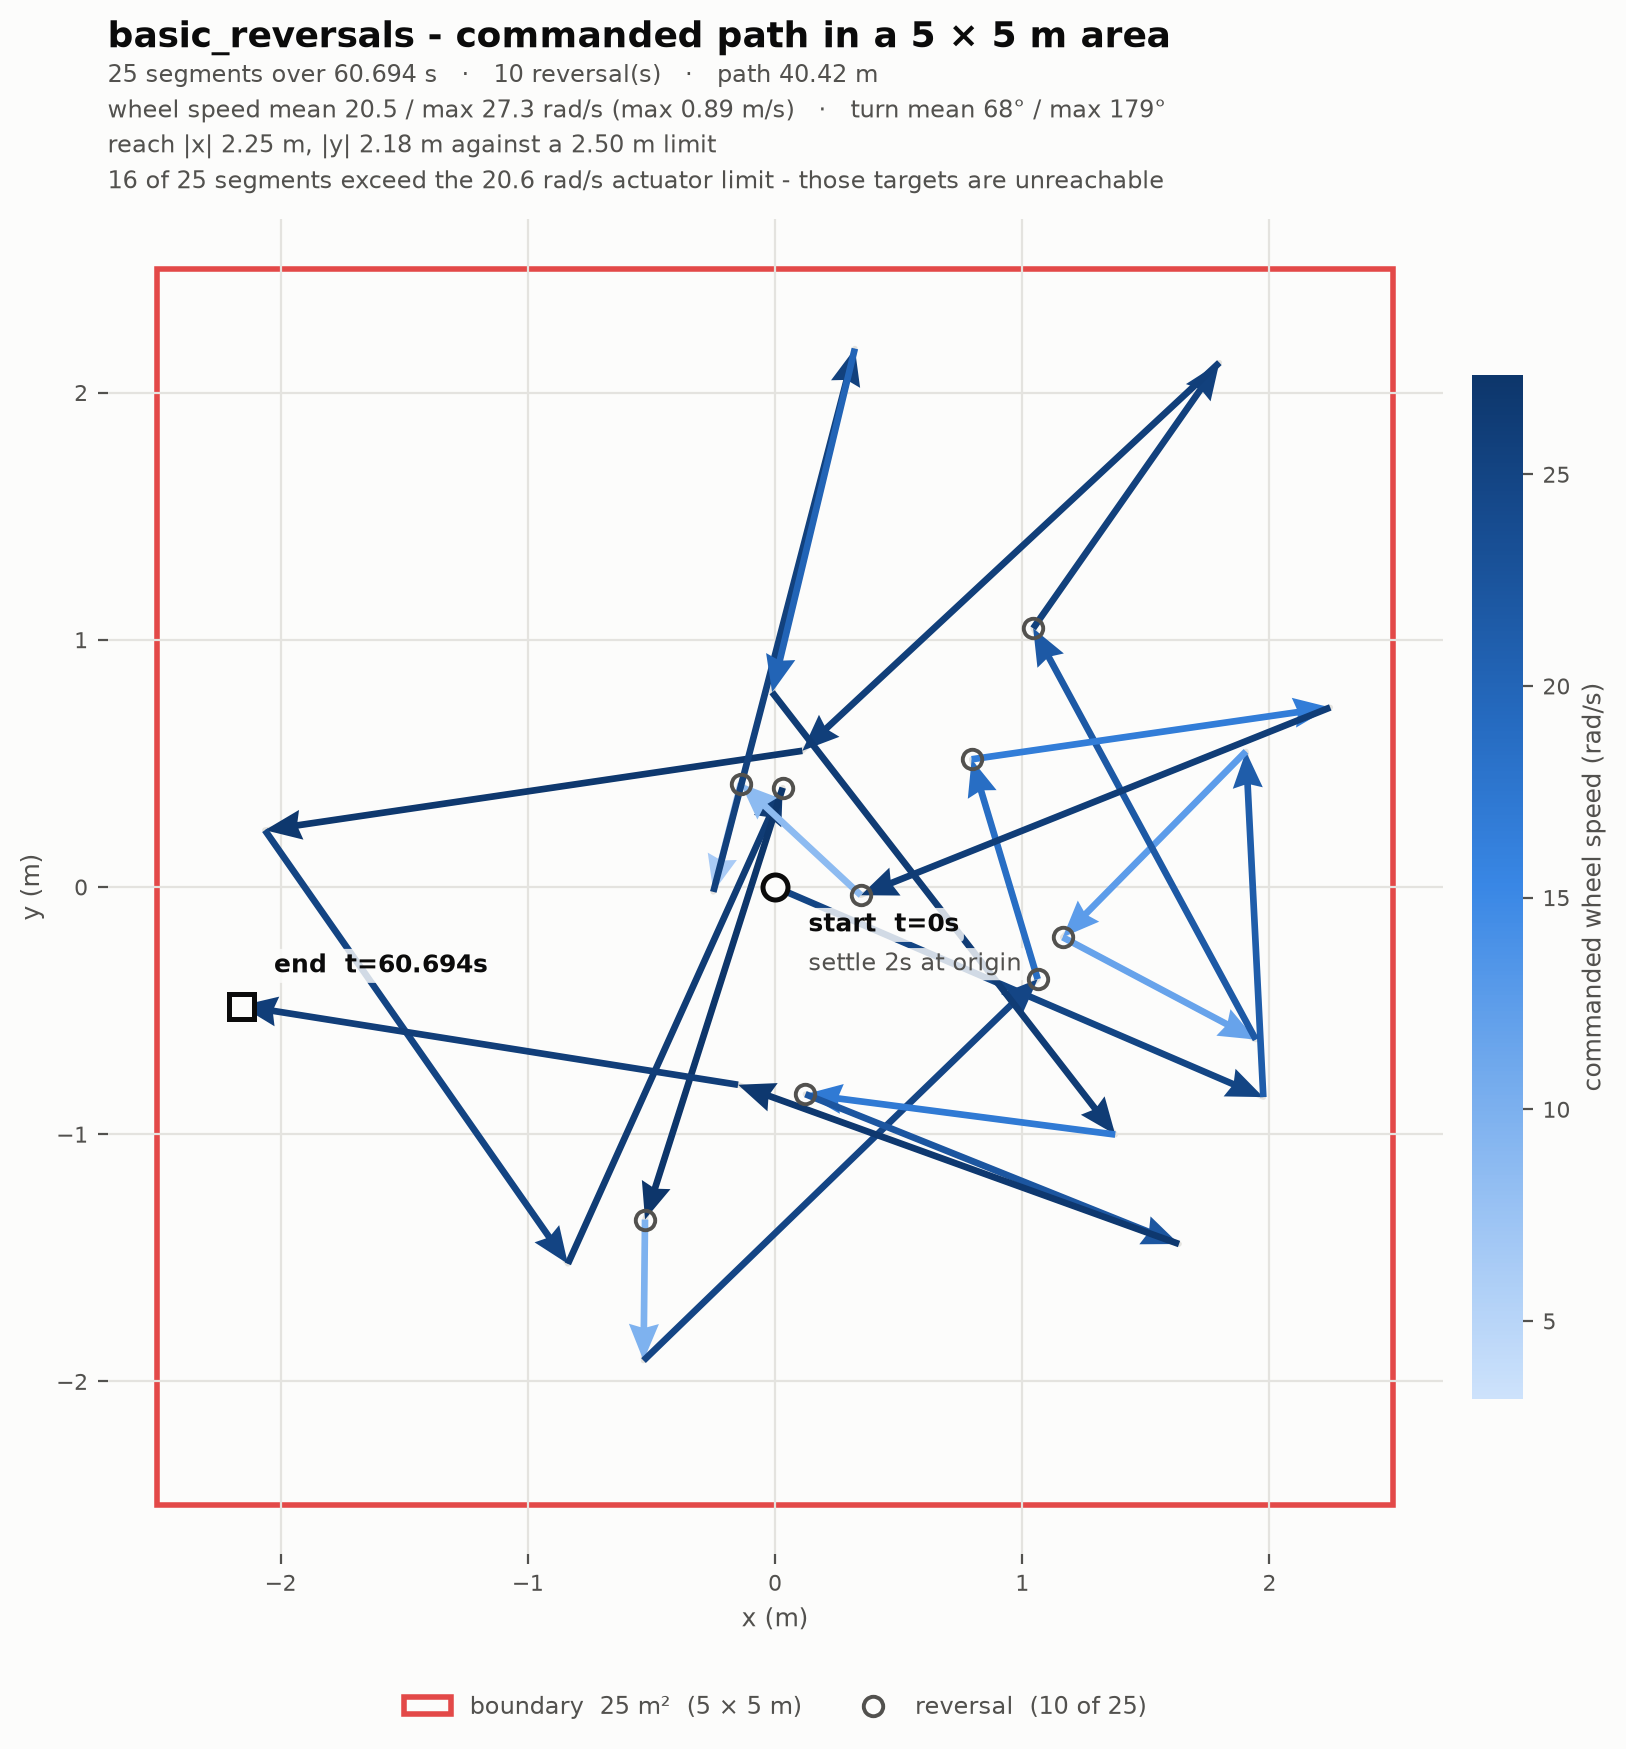 basic_reversals - commanded path in a 5 × 5 m area
25 segments over 60.694 s · 10 reversal(s) · path 40.42 m
wheel speed mean 20.5 / max 27.3 rad/s (max 0.89 m/s) · turn mean 68° / max 179°
reach |x| 2.25 m, |y| 2.18 m against a 2.50 m limit
16 of 25 segments exceed the 20.6 rad/s actuator limit - those targets are unreachable
2
1
0
−1
−2
y (m)
start t=0s
settle 2s at origin
end t=60.694s
25
20
15
10
5
commanded wheel speed (rad/s)
−2
−1
0
1
2
x (m)
boundary 25 m² (5 × 5 m)
reversal (10 of 25)